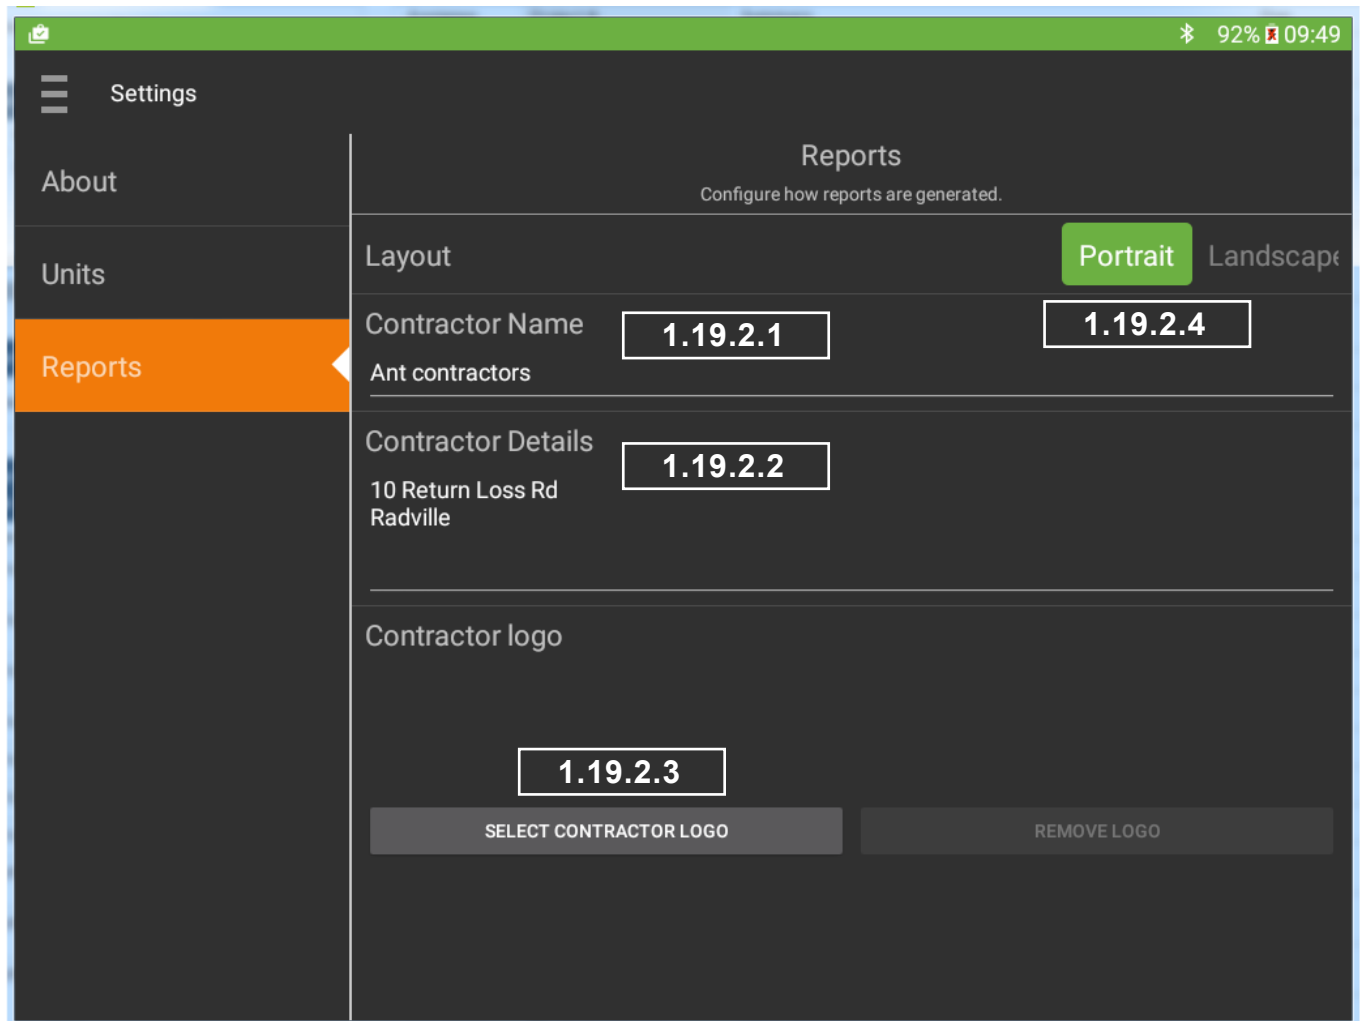 92% 09:49
Settings
About
Units
Reports
Reports
Configure how reports are generated.
Layout
Portrait Landscape
Contractor Name
1.19.2.1
1.19.2.4
Ant contractors
Contractor Details
1.19.2.2
10 Return Loss Rd
Radville
Contractor logo
1.19.2.3
SELECT CONTRACTOR LOGO
REMOVE LOGO